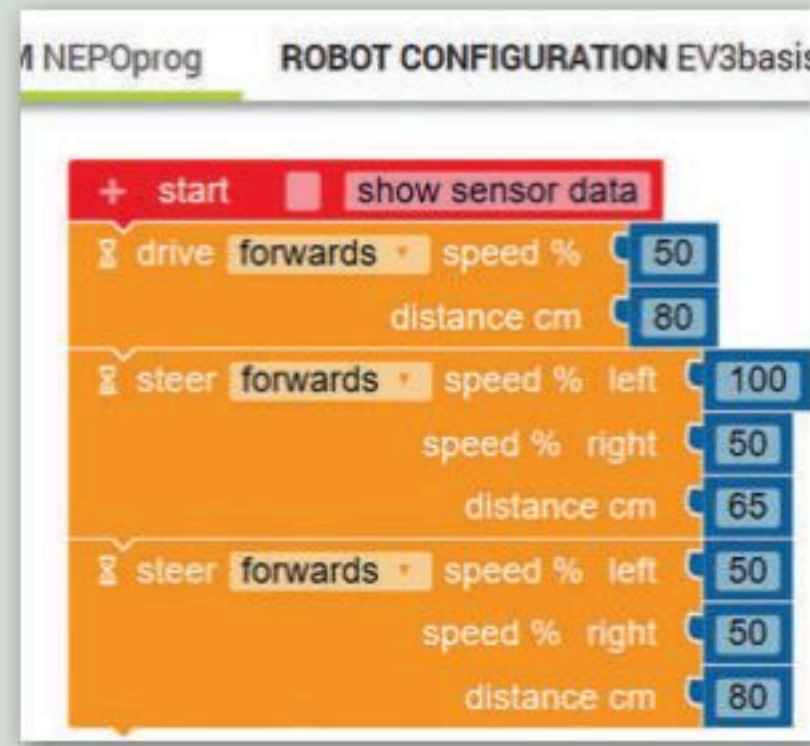 NEPOprog ROBOT CONFIGURATION EV3basis
+ start show sensor data
drive forwards speed % 50
distance cm 80
steer forwards speed % left 100
speed % right 50
distance cm 65
steer forwards speed % left 50
speed % right 50
distance cm 80